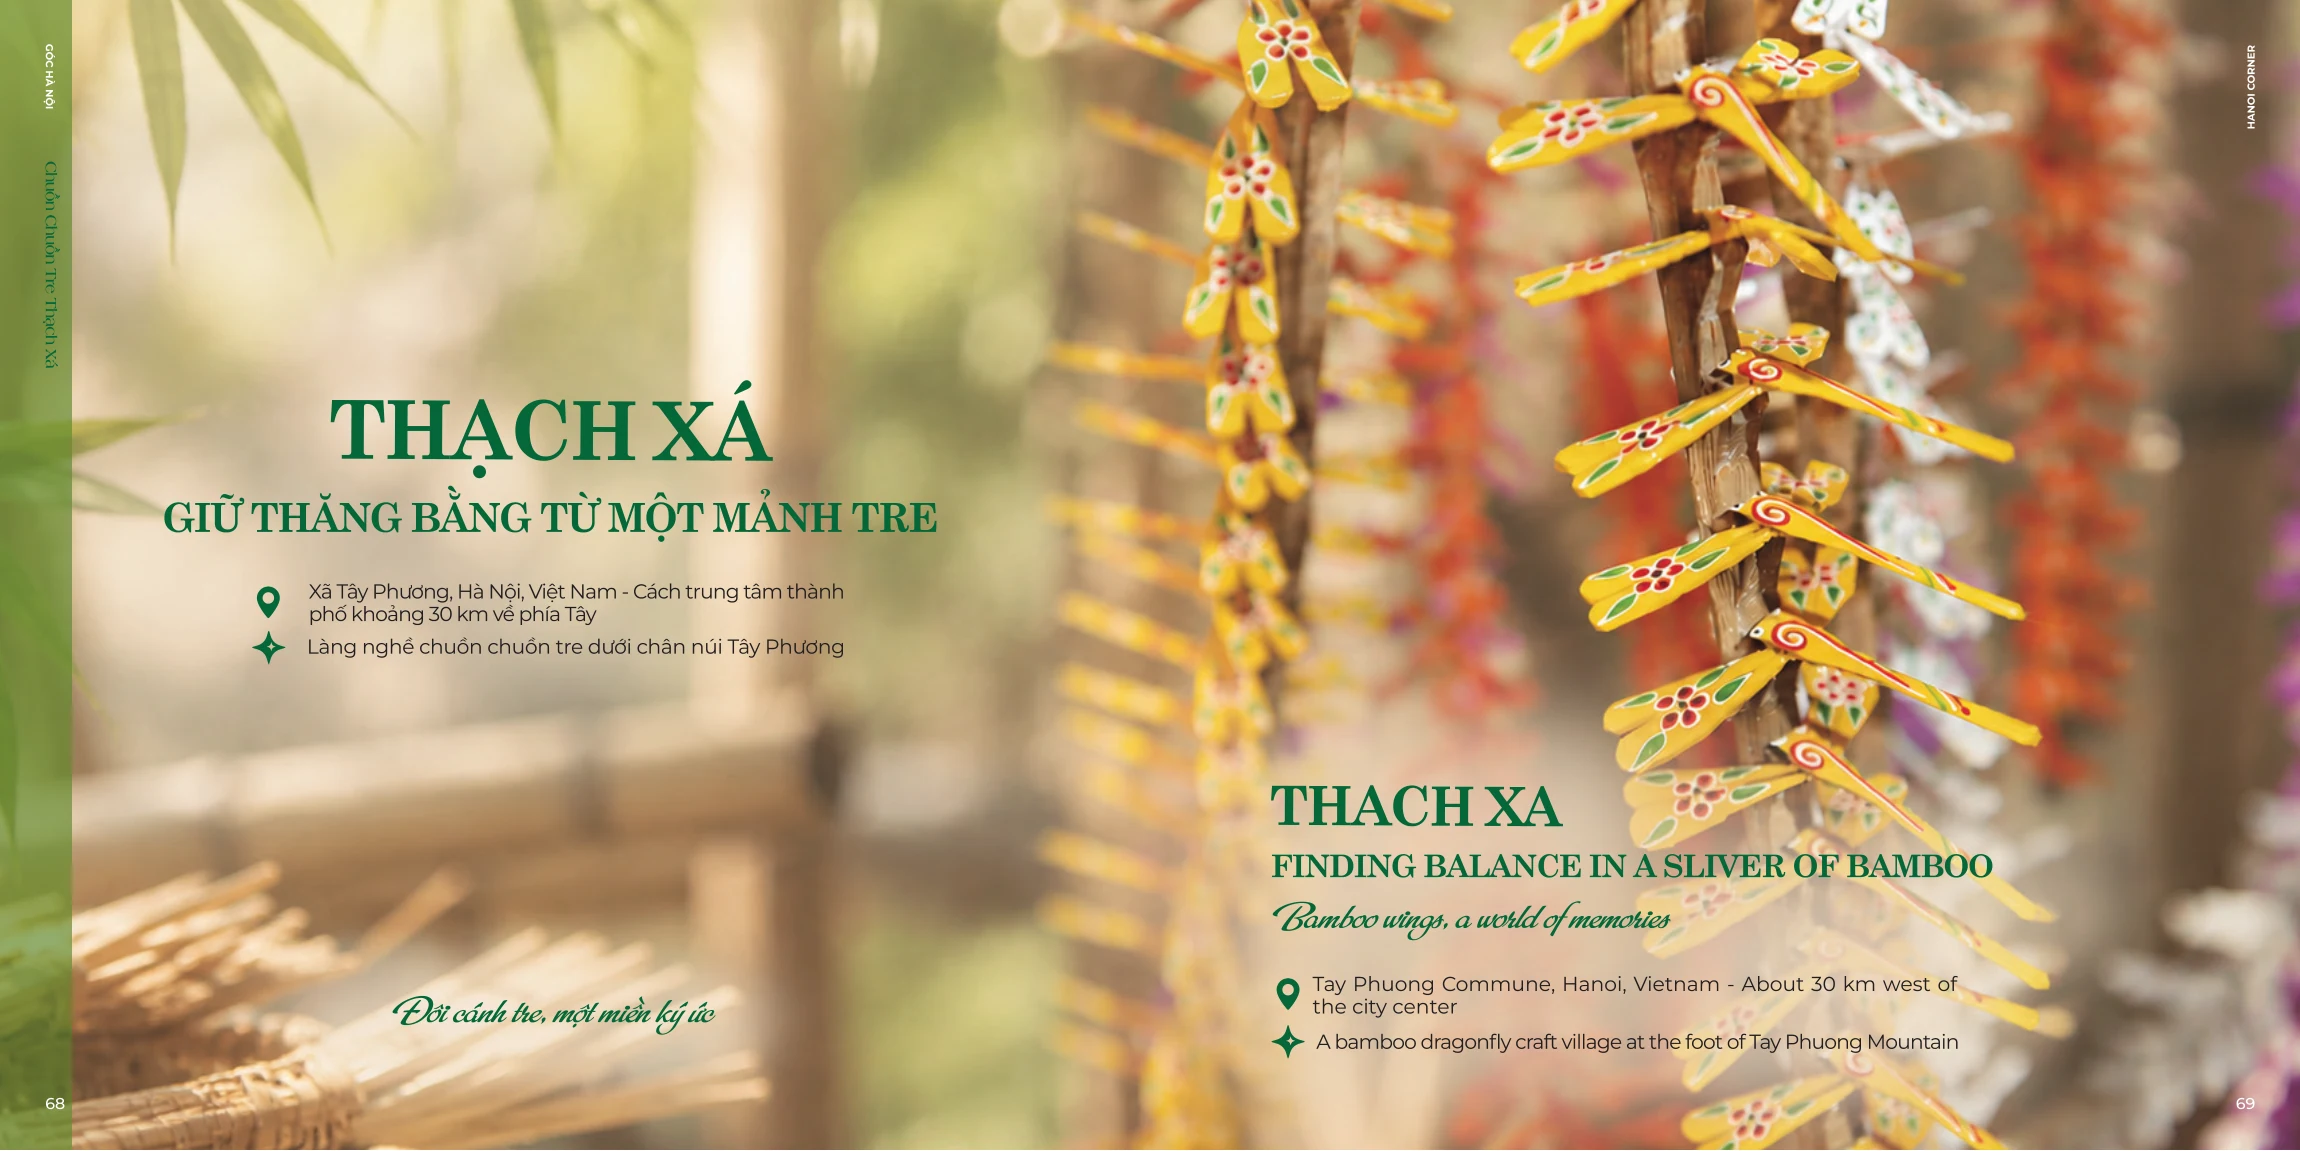 GÓC HÀ NỘI
Chuồn Chuồn Tre Thạch Xá
THẠCH XÁ
GIỮ THĂNG BẰNG TỪ MỘT MẢNH TRE
Xã Tây Phương, Hà Nội, Việt Nam - Cách trung tâm thành
phố khoảng 30 km về phía Tây
Làng nghề chuồn chuồn tre dưới chân núi Tây Phương
Đôi cánh tre, một miền ký ức
68
HANOI CORNER
THACH XA
FINDING BALANCE IN A SLIVER OF BAMBOO
Bamboo wings, a world of memories
Tay Phuong Commune, Hanoi, Vietnam - About 30 km west of
the city center
A bamboo dragonfly craft village at the foot of Tay Phuong Mountain
69